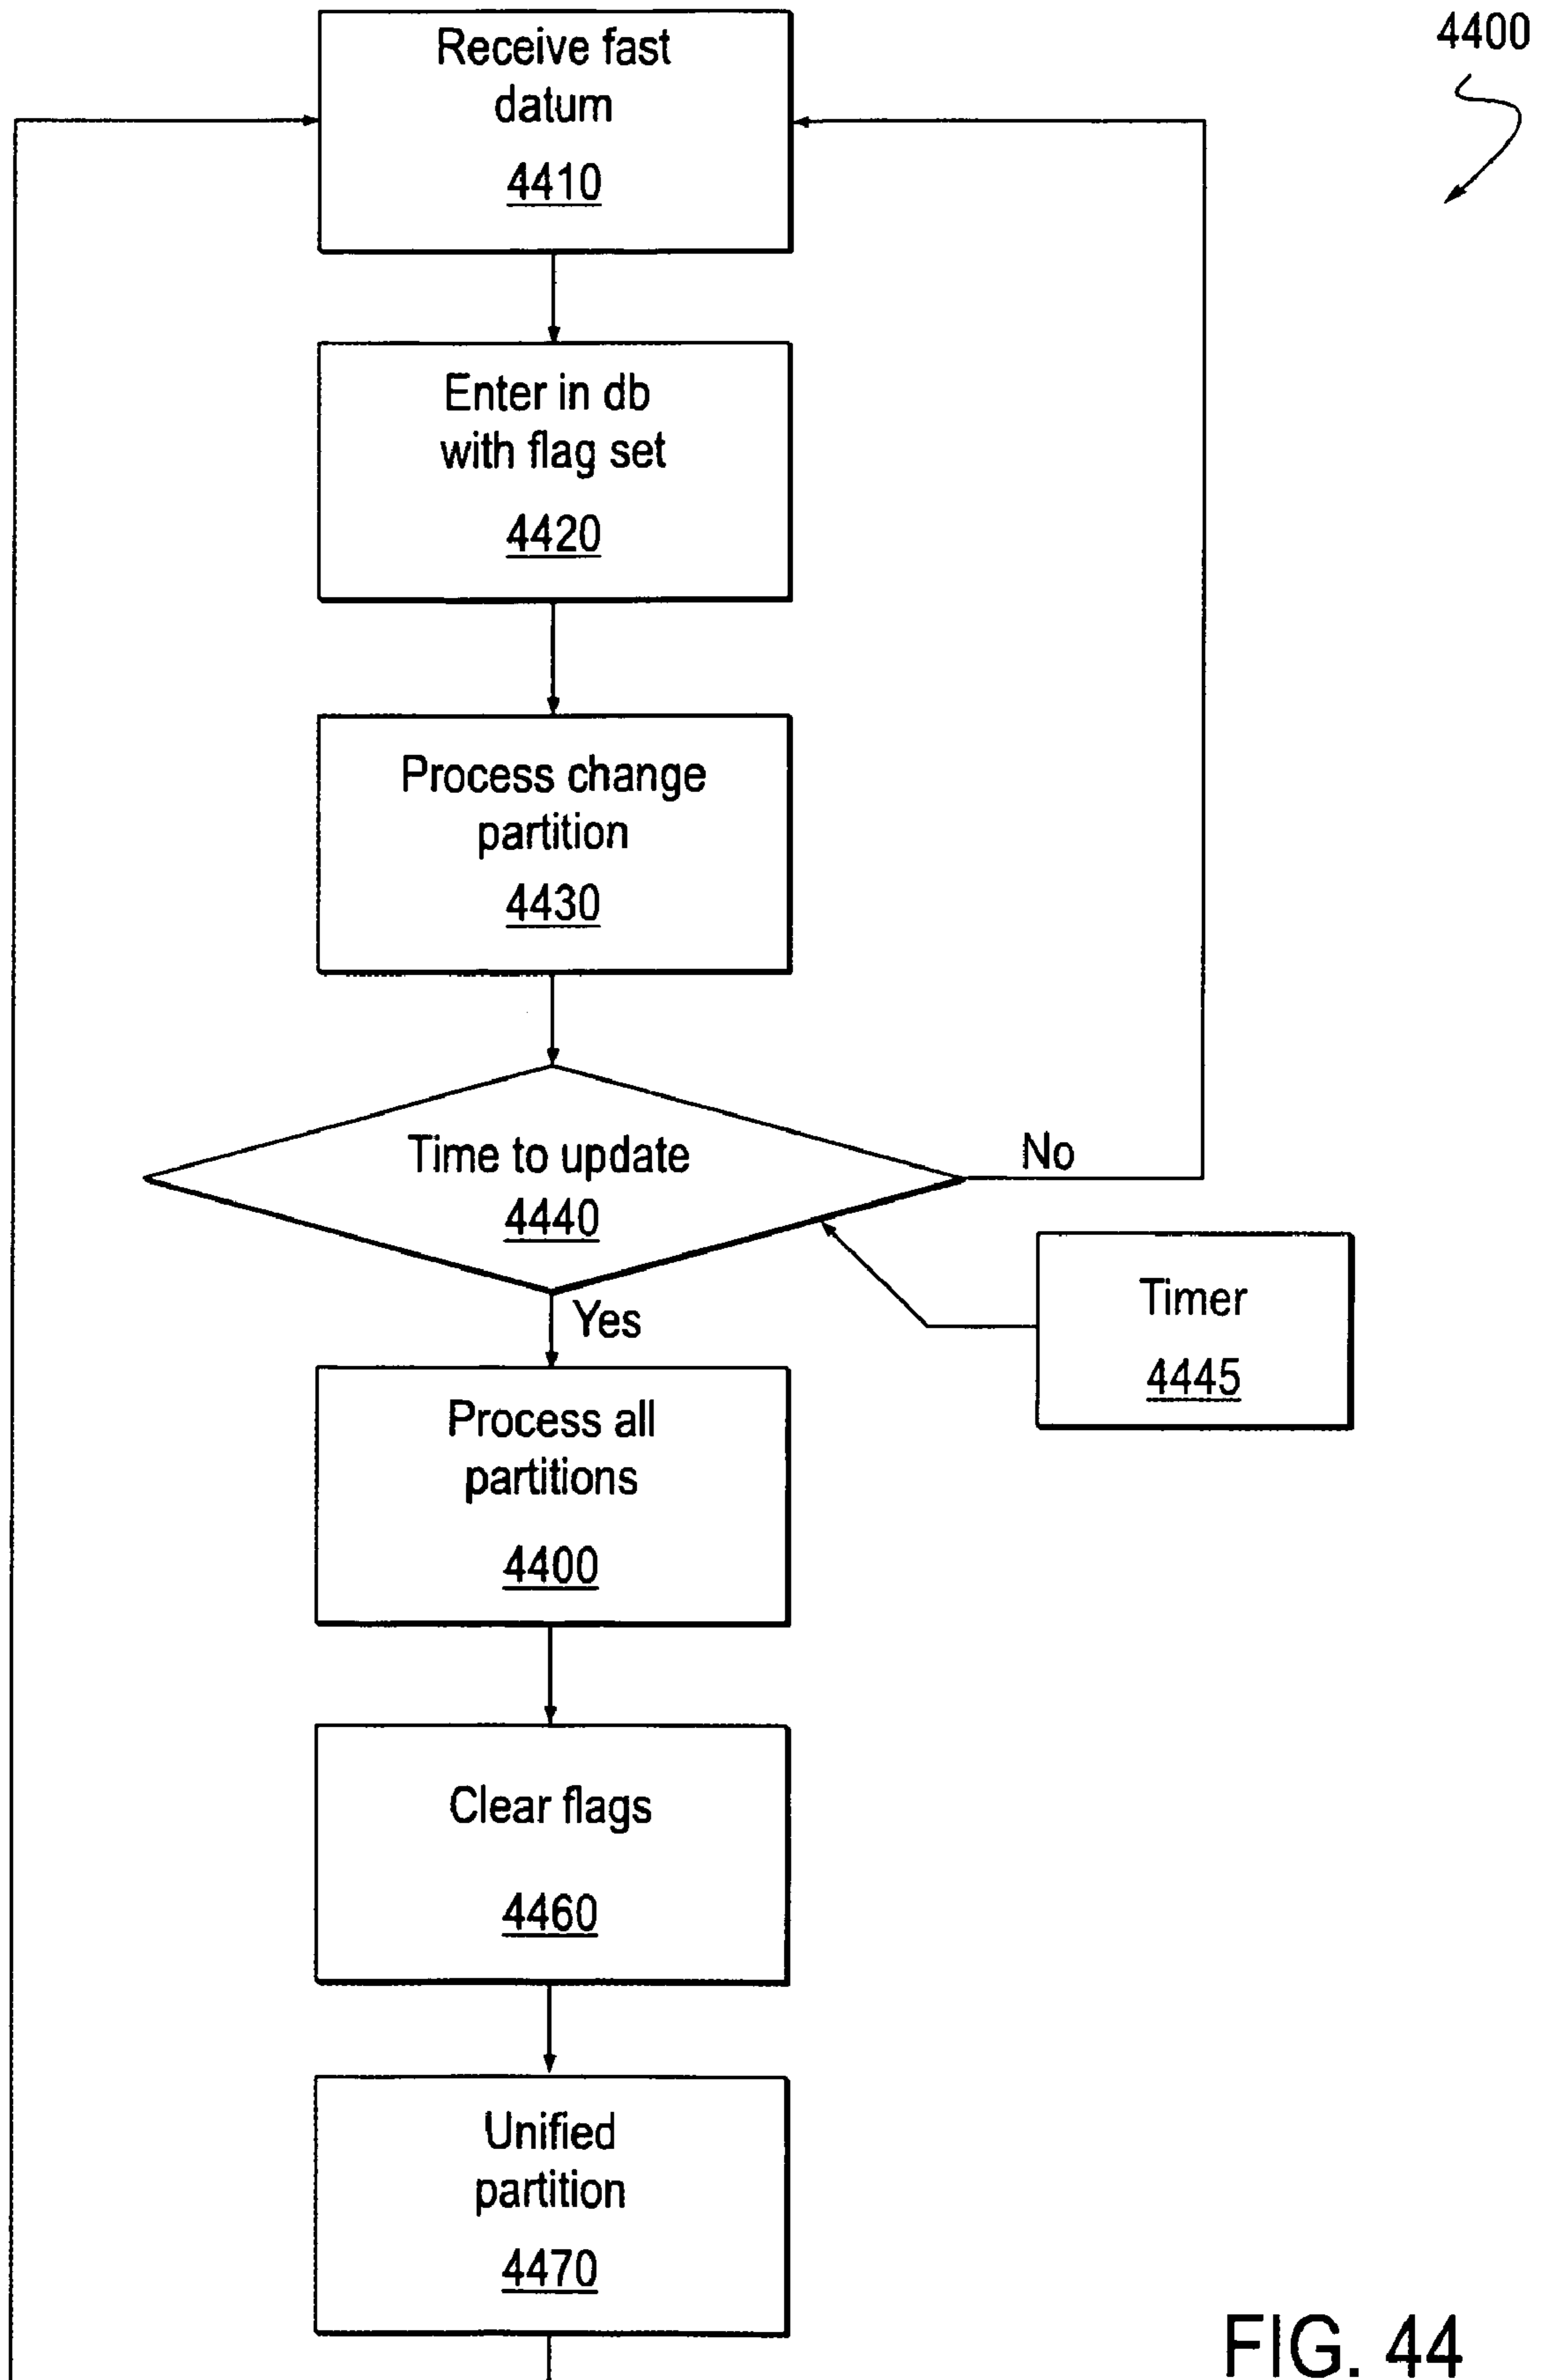 4400
Receive fast
datum
4410
Enter in db
with flag set
4420
Process change
partition
4430
Time to update
4440
No
Yes
Timer
4445
Process all
partitions
4400
Clear flags
4460
Unified
partition
4470
FIG. 44